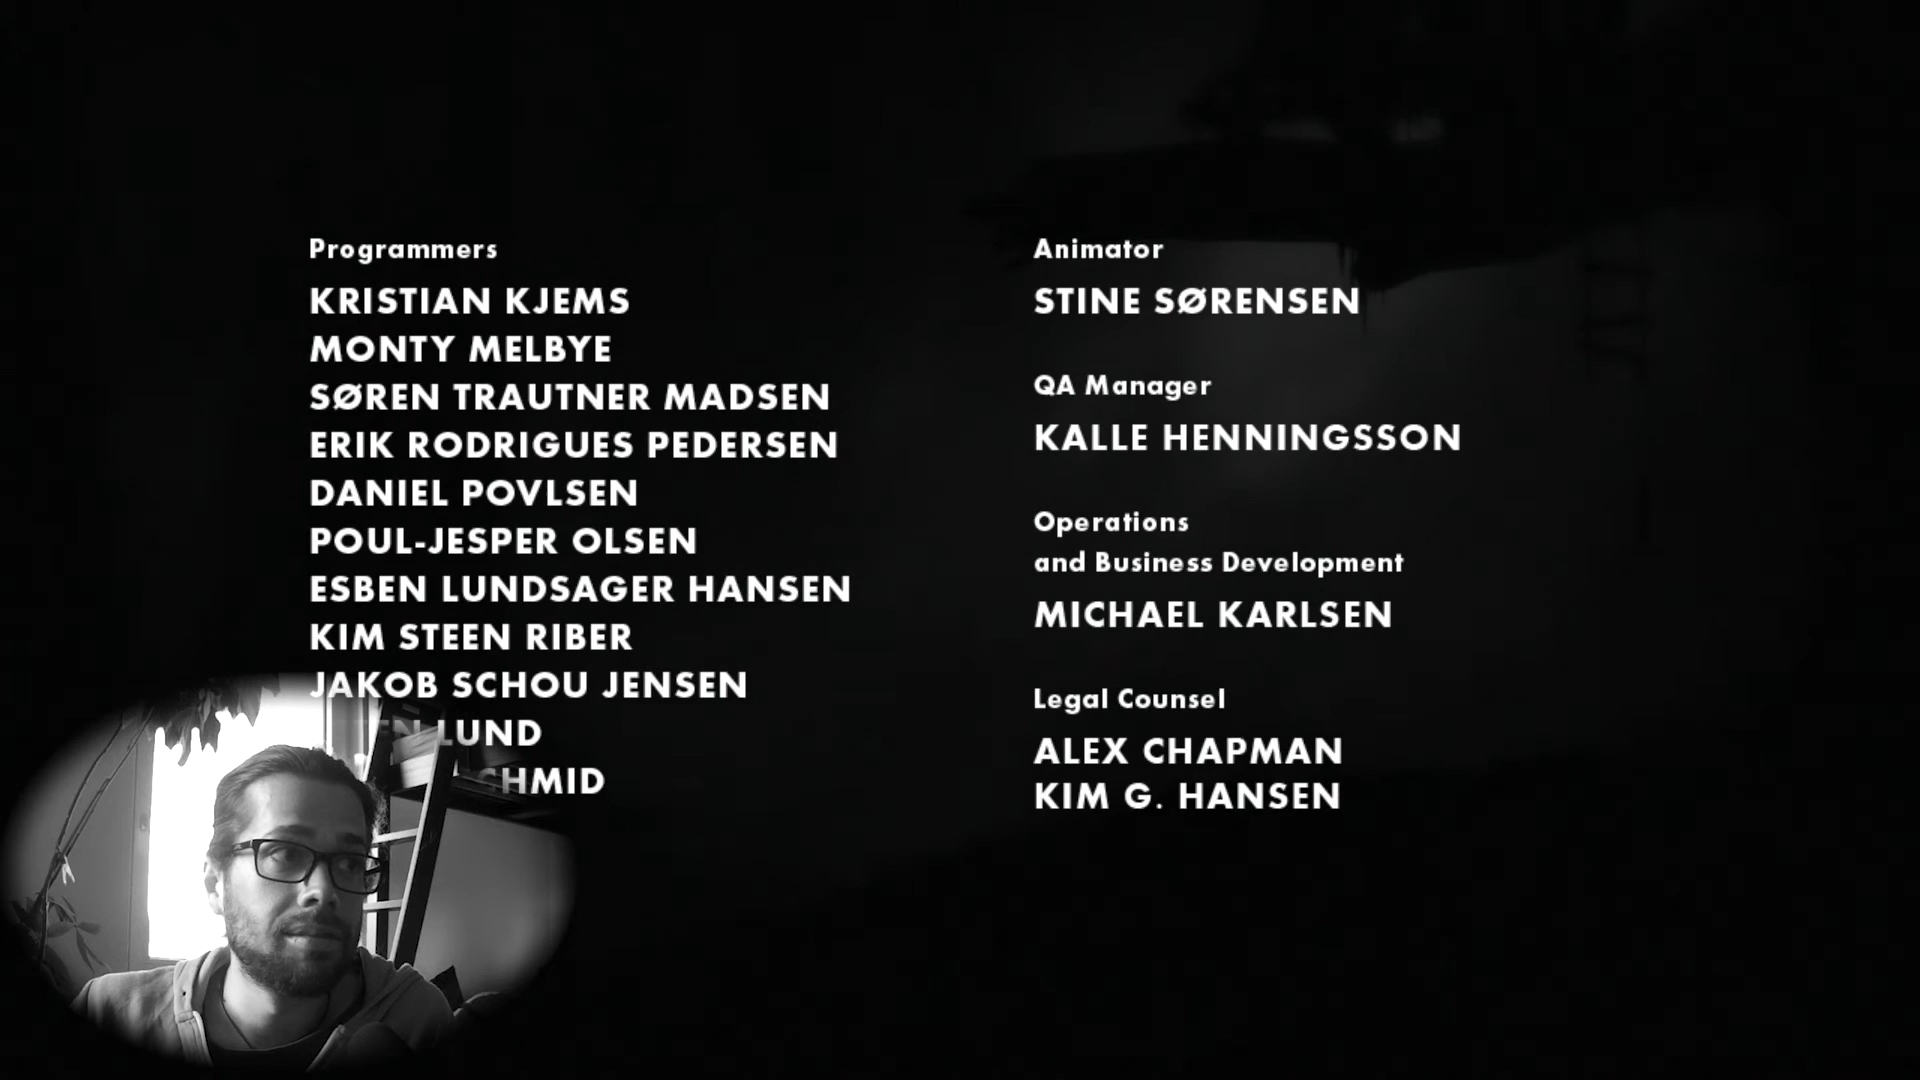 Programmers
KRISTIAN KJEMS
MONTY MELBYE
SØREN TRAUTNER MADSEN
ERIK RODRIGUES PEDERSEN
DANIEL POVLSEN
POUL-JESPER OLSEN
ESBEN LUNDSAGER HANSEN
KIM STEEN RIBER
JAKOB SCHOU JENSEN
LUND
Animator
STINE SØRENSEN
QA Manager
KALLE HENNINGSSON
Operations
and Business Development
MICHAEL KARLSEN
Legal Counsel
ALEX CHAPMAN
KIM G. HANSEN